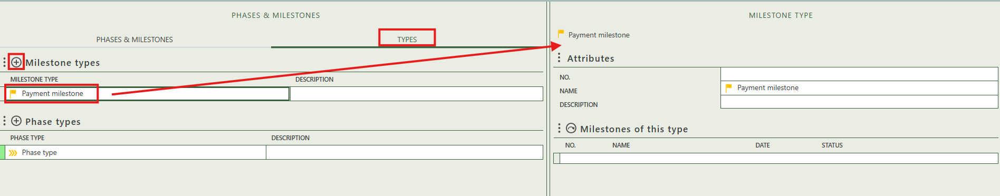 PHASES & MILESTONES
PHASES & MILESTONES
TYPES
Milestone types
MILESTONE TYPE
DESCRIPTION
Payment milestone
Phase types
PHASE TYPE
DESCRIPTION
Phase type
MILESTONE TYPE
Payment milestone
Attributes
NO.
NAME
Payment milestone
DESCRIPTION
Milestones of this type
NO.
NAME
DATE
STATUS